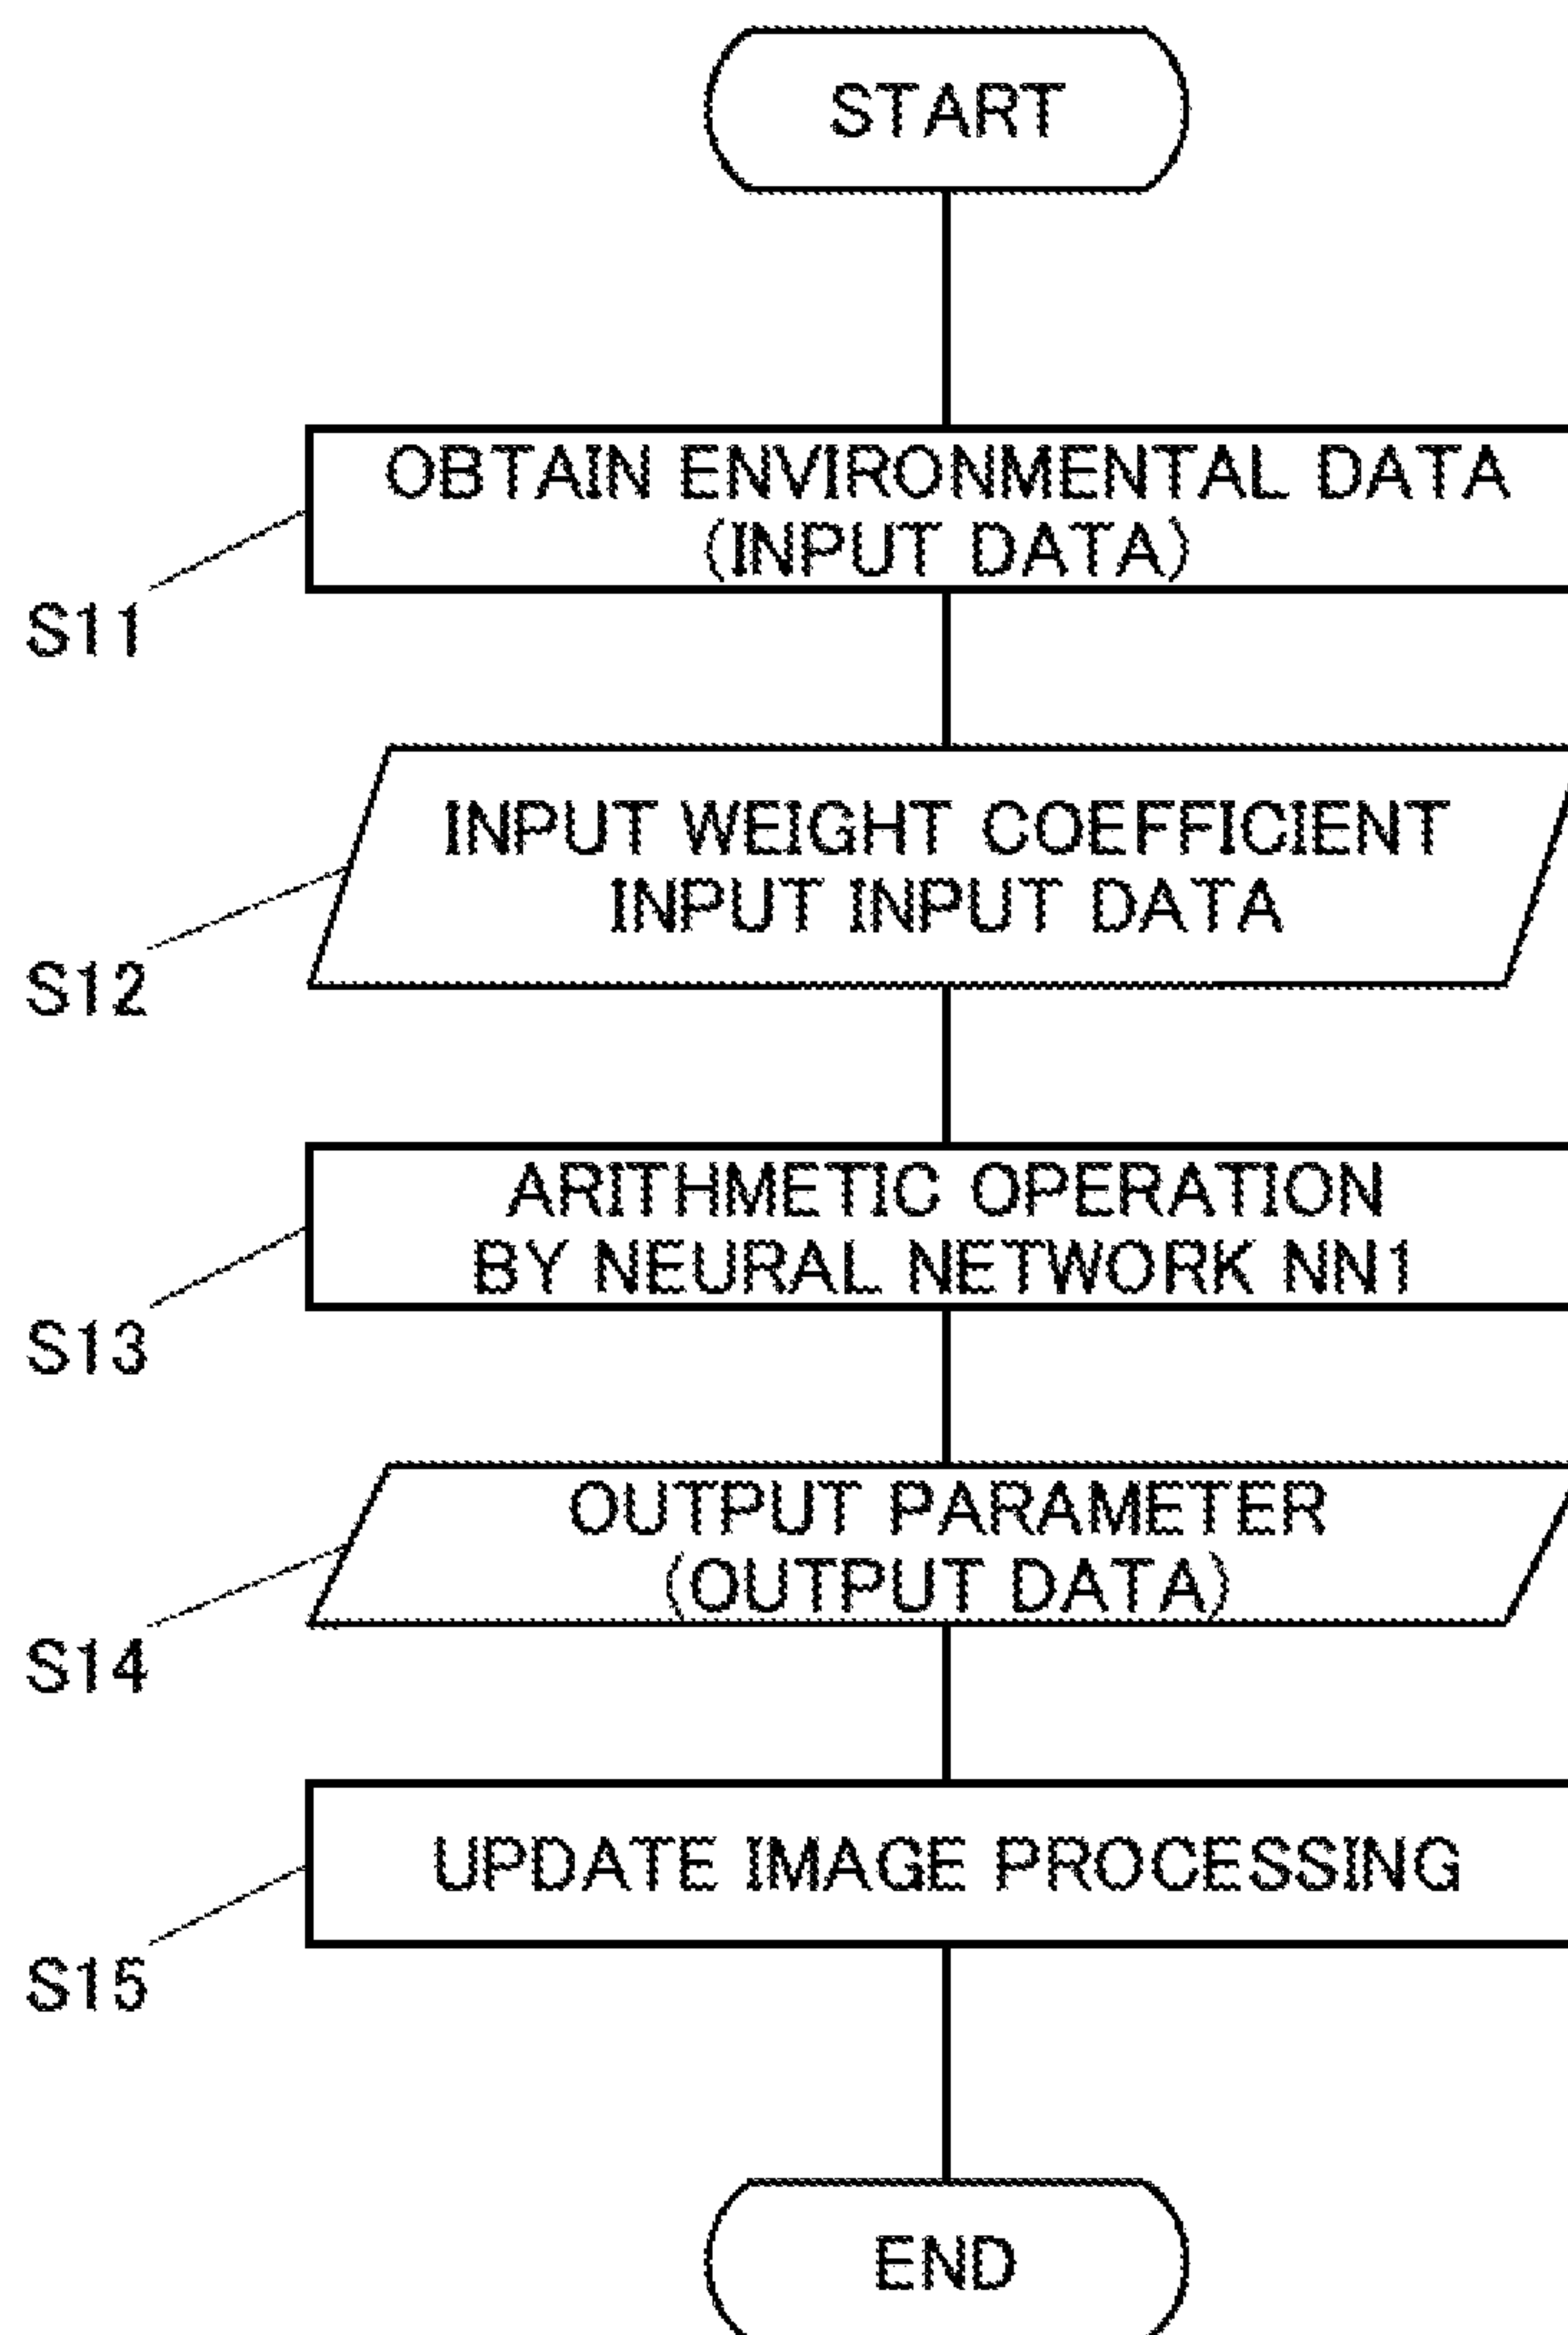 START
OBTAIN ENVIRONMENTAL DATA
(INPUT DATA)
S11
INPUT WEIGHT COEFFICIENT
INPUT INPUT DATA
S12
ARITHMETIC OPERATION
BY NEURAL NETWORK NN1
S13
OUTPUT PARAMETER
(OUTPUT DATA)
S14
UPDATE IMAGE PROCESSING
S15
END